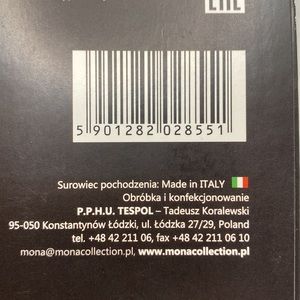 EAC
5 901282 028551
Surowiec pochodzenia: Made in ITALY
Obróbka i konfekcjonowanie
P.P.H.U. TESPOL – Tadeusz Koralewski
95-050 Konstantynów Łódzki, ul. Łódzka 27/29, Poland
tel. +48 42 211 06, fax +48 42 211 06 10
mona@monacollection.pl, www.monacollection.pl